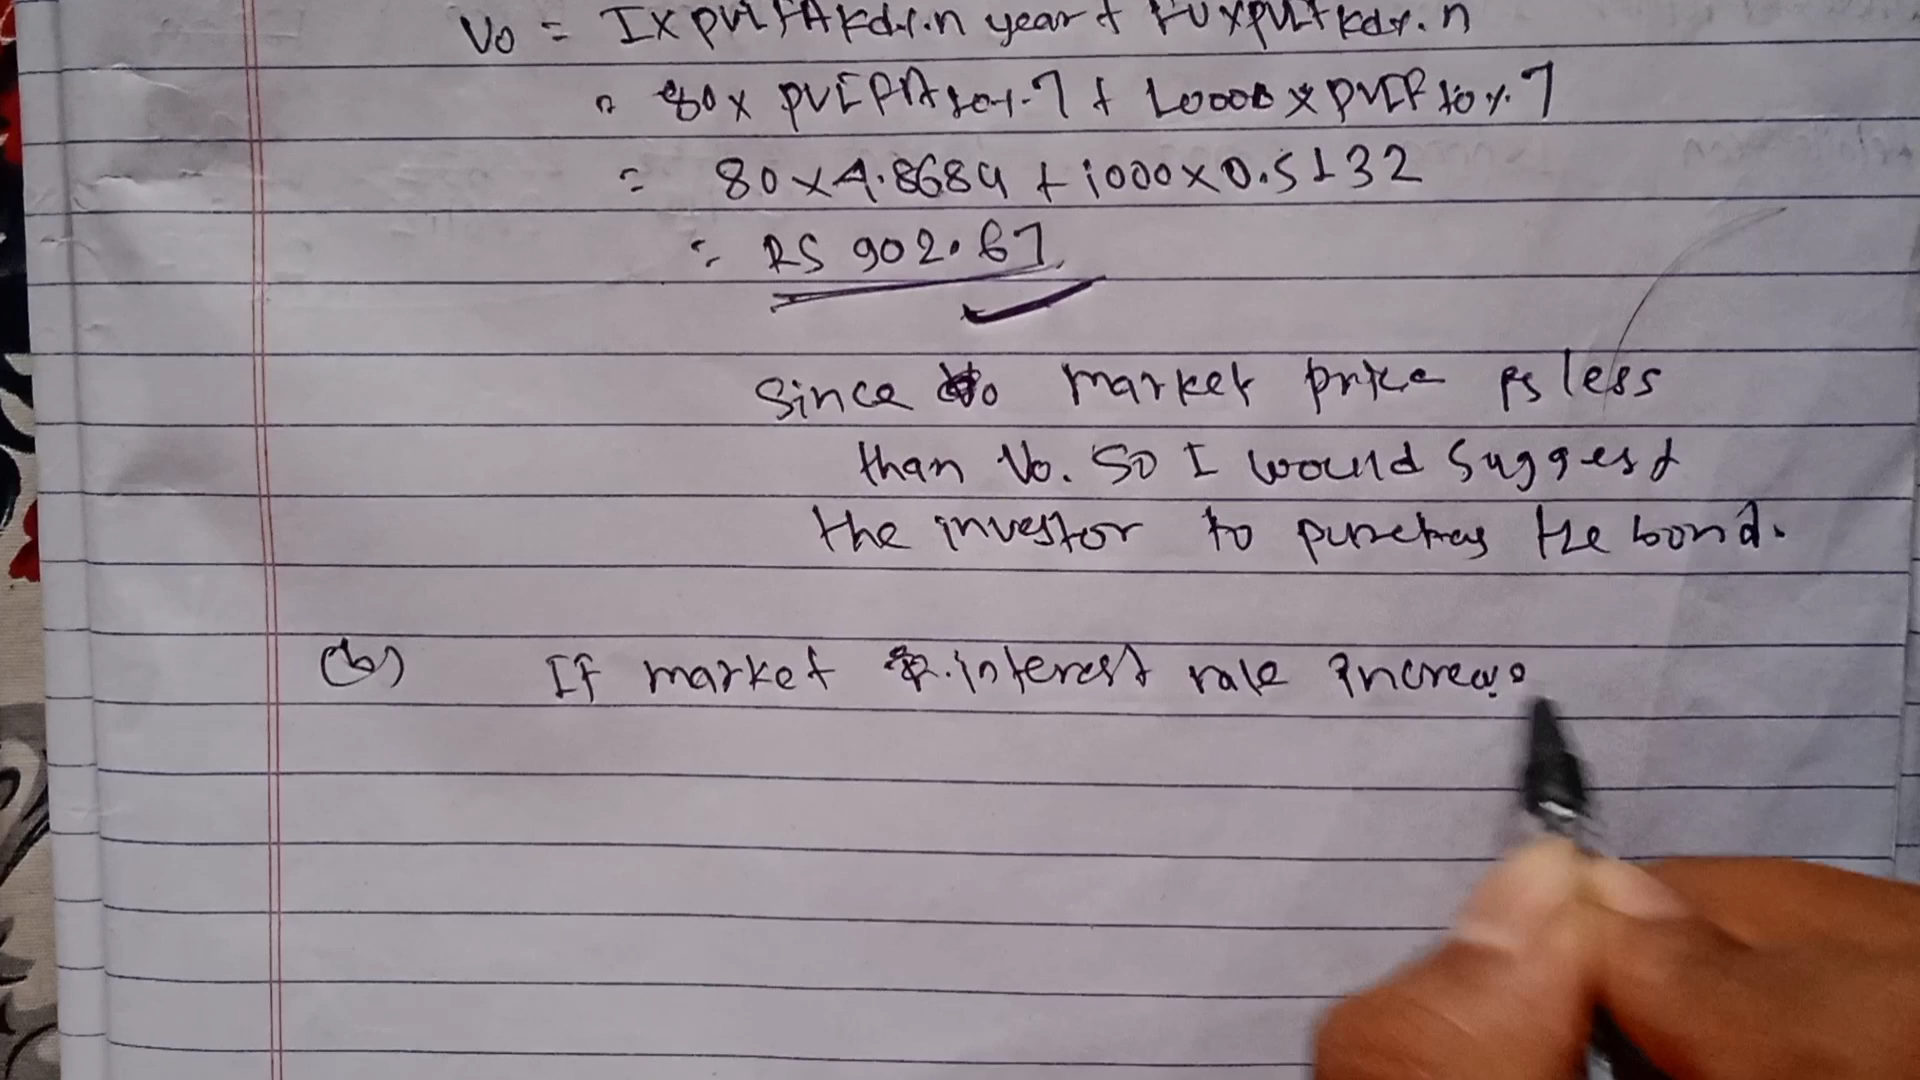 Vo = I x PVIFA kd%.n year + FV x PVIF kd%.n
= 80 x PVIFA 10%.7 + 10000 x PVIF 10%.7
= 80 x 4.8684 + 1000 x 0.5132
= RS 902.67
Since market price is less
than Vo. So I would suggest
the investor to the bond.
(b) If market interest rate increase